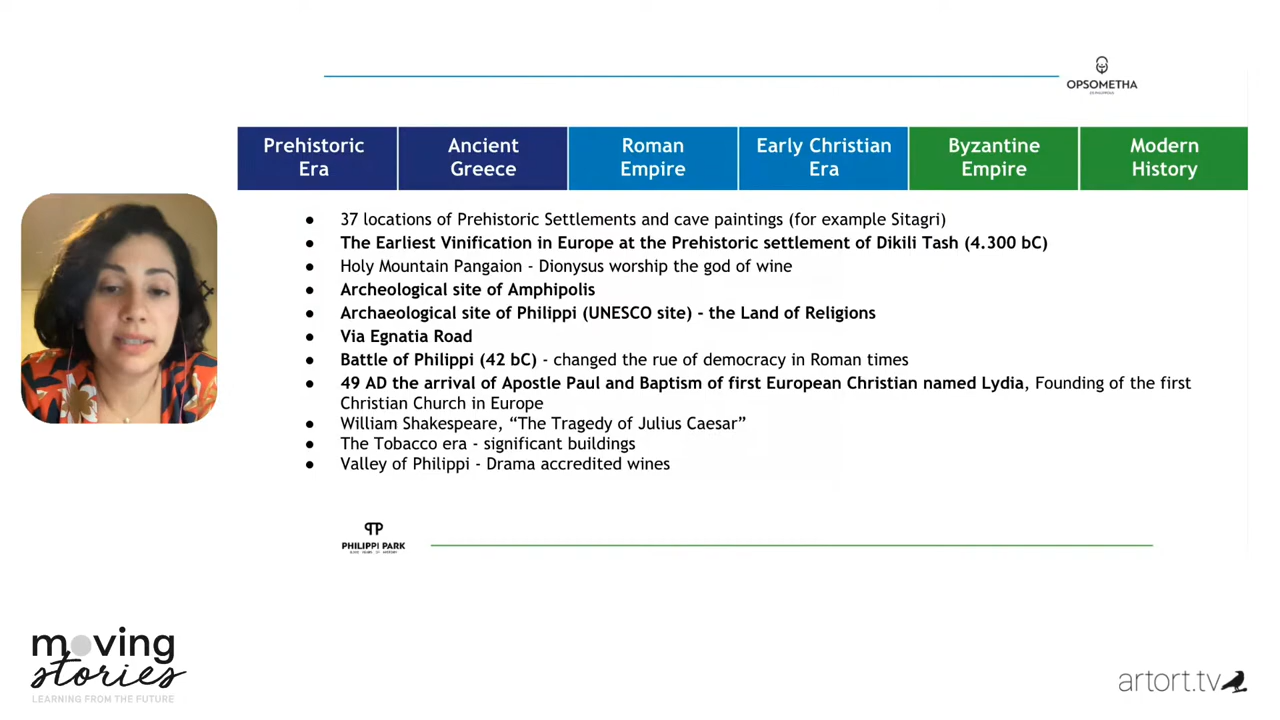 OPSOMETHA
Prehistoric Era
Ancient Greece
Roman Empire
Early Christian Era
Byzantine Empire
Modern History
● 37 locations of Prehistoric Settlements and cave paintings (for example Sitagri)
● The Earliest Vinification in Europe at the Prehistoric settlement of Dikili Tash (4.300 bC)
● Holy Mountain Pangaion - Dionysus worship the god of wine
● Archeological site of Amphipolis
● Archaeological site of Philippi (UNESCO site) - the Land of Religions
● Via Egnatia Road
● Battle of Philippi (42 bC) - changed the rue of democracy in Roman times
● 49 AD the arrival of Apostle Paul and Baptism of first European Christian named Lydia, Founding of the first
Christian Church in Europe
● William Shakespeare, “The Tragedy of Julius Caesar”
● The Tobacco era - significant buildings
● Valley of Philippi - Drama accredited wines
PHILIPPI PARK
moving
stories
LEARNING FROM THE FUTURE
artort.tv